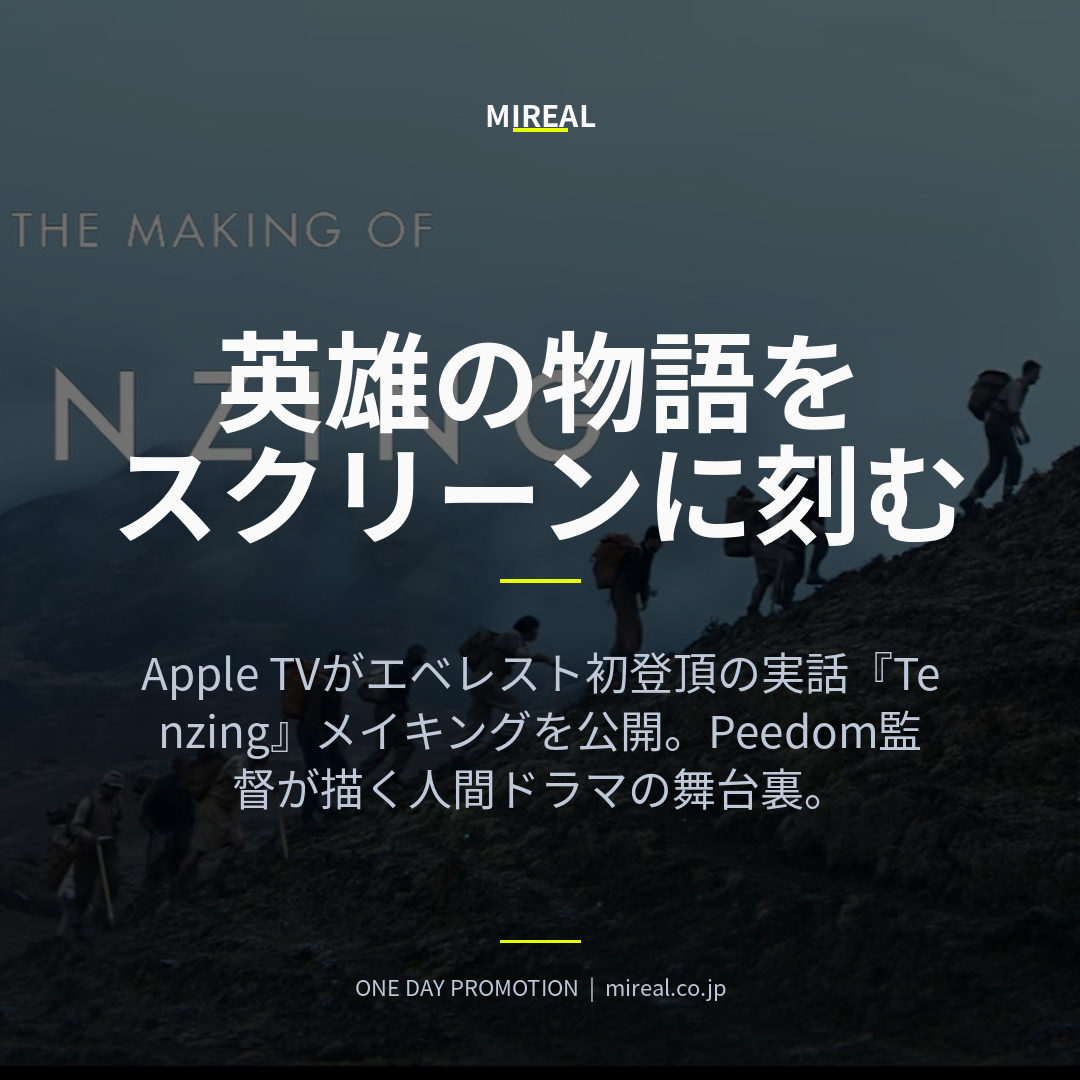 MIREAL
THE MAKING OF
NZING
英雄の物語を
スクリーンに刻む
Apple TVがエベレスト初登頂の実話『Te
nzing』メイキングを公開。Peedom監
督が描く人間ドラマの舞台裏。
ONE DAY PROMOTION | mireal.co.jp